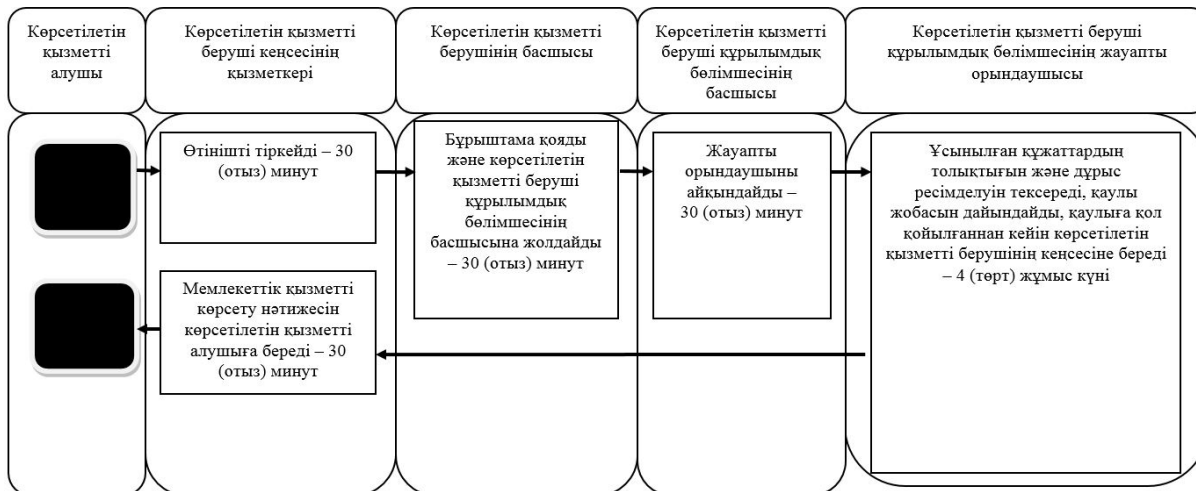 Көрсетілетін
қызметті
алушы
Көрсетілетін қызметті
беруші кеңсесінің
қызметкері
Көрсетілетін қызметті
берушінің басшысы
Көрсетілетін қызметті
беруші құрылымдық
бөлімшесінің
басшысы
Көрсетілетін қызметті беруші
құрылымдық бөлімшесінің жауапты
орындаушысы
Өтінішті тіркейді – 30
(отыз) минут
Бұрыштама қояды
және көрсетілетін
қызметті беруші
құрылымдық
бөлімшесінің
басшысына жолдайды
– 30 (отыз) минут
Жауапты
орындаушыны
айқындайды –
30 (отыз) минут
Ұсынылған құжаттардың
толықтығын және дұрыс
ресімделуін тексереді, қаулы
жобасын дайындайды, қаулыға қол
қойылғаннан кейін көрсетілетін
қызметті берушінің кеңсесіне береді
– 4 (төрт) жұмыс күні
Мемлекеттік қызметті
көрсету нәтижесін
көрсетілетін қызметті
алушыға береді – 30
(отыз) минут